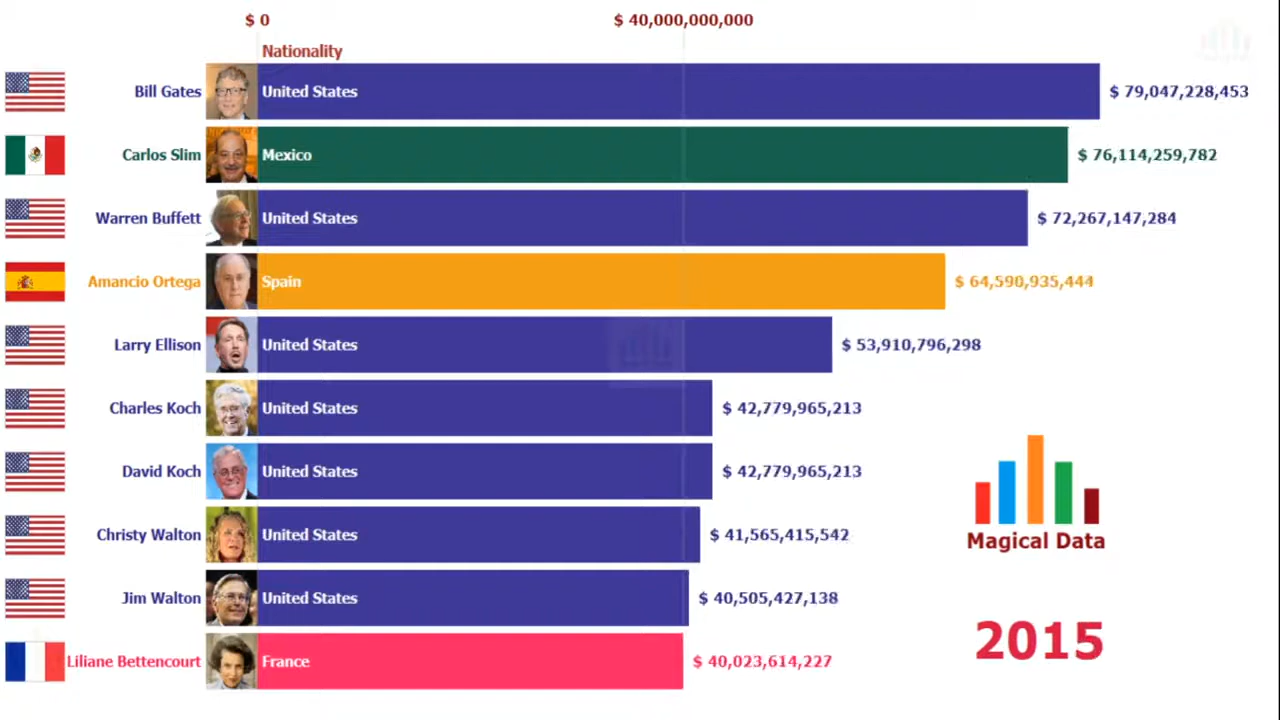 $ 0 $ 40,000,000,000
Nationality
Bill Gates United States $ 79,047,228,453
Carlos Slim Mexico $ 76,114,259,782
Warren Buffett United States $ 72,267,147,284
Amancio Ortega Spain $ 64,590,935,444
Larry Ellison United States $ 53,910,796,298
Charles Koch United States $ 42,779,965,213
David Koch United States $ 42,779,965,213
Christy Walton United States $ 41,565,415,542
Jim Walton United States $ 40,505,427,138
Liliane Bettencourt France $ 40,023,614,227
Magical Data
2015